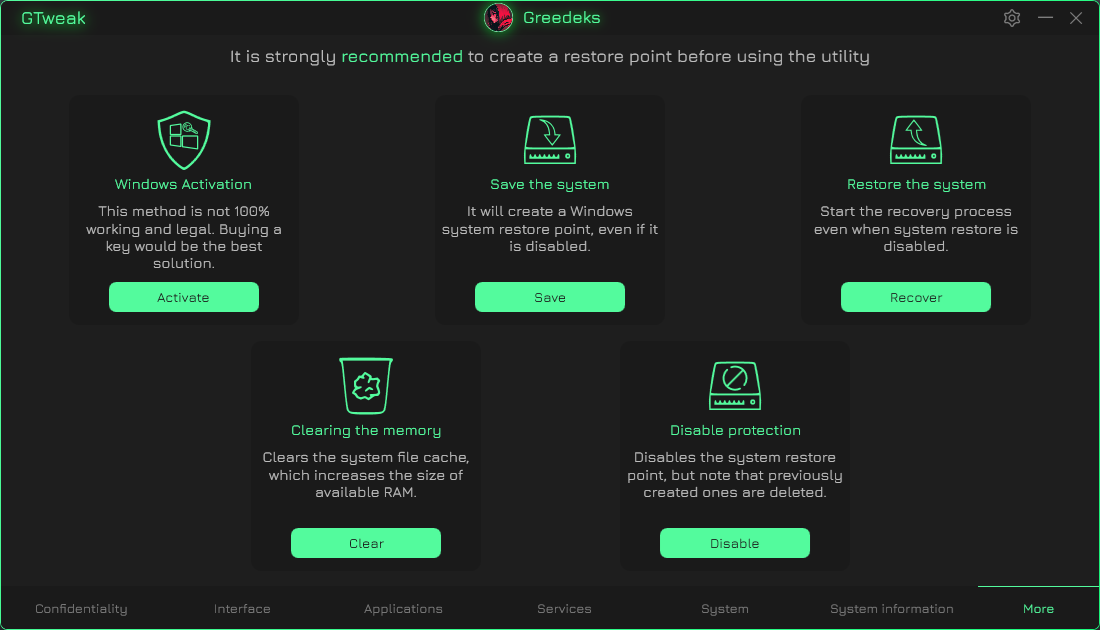 GTweak
Greedeks
It is strongly recommended to create a restore point before using the utility
Windows Activation
This method is not 100%
working and legal. Buying a
key would be the best
solution.
Activate
Save the system
It will create a Windows
system restore point, even if it
is disabled.
Save
Restore the system
Start the recovery process
even when system restore is
disabled.
Recover
Clearing the memory
Clears the system file cache,
which increases the size of
available RAM.
Clear
Disable protection
Disables the system restore
point, but note that previously
created ones are deleted.
Disable
Confidentiality
Interface
Applications
Services
System
System information
More